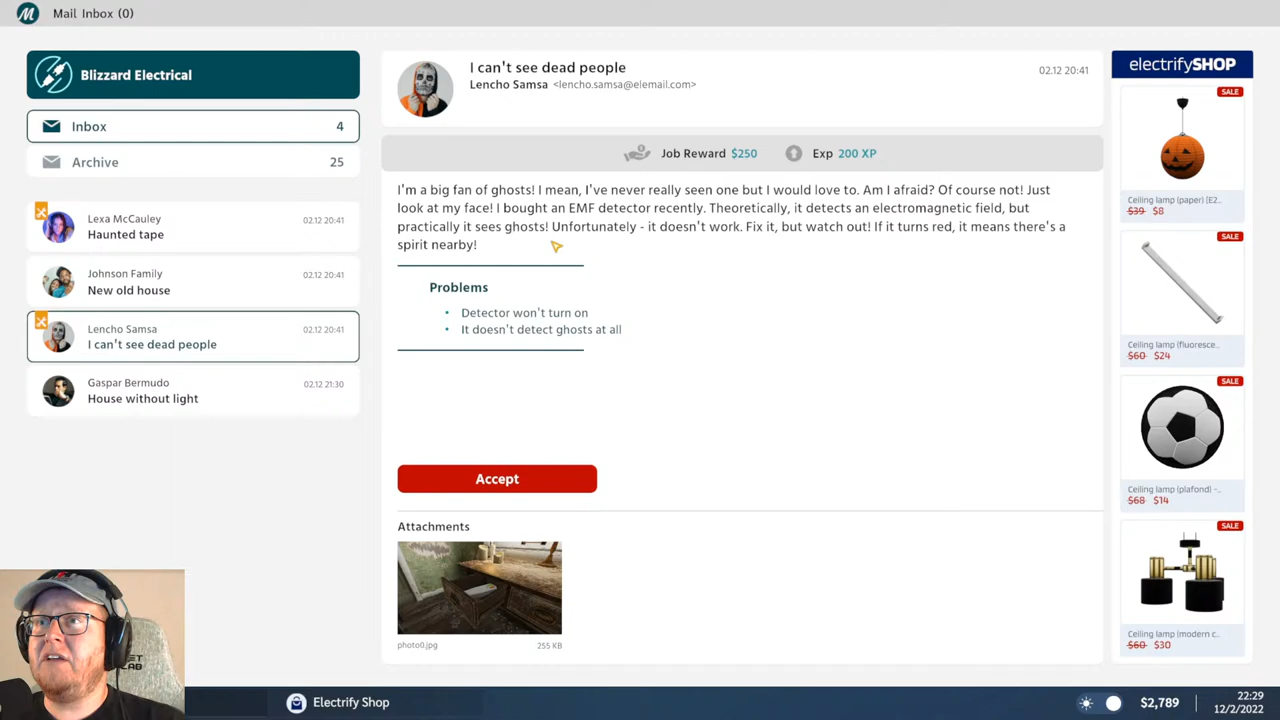 Mail Inbox (0)
Blizzard Electrical
Inbox 4
Archive 25
Lexa McCauley 02.12 20:41
Haunted tape
Johnson Family 02.12 20:41
New old house
Lencho Samsa 02.12 20:41
I can't see dead people
Gaspar Bermudo 02.12 21:30
House without light
I can't see dead people 02.12 20:41
Lencho Samsa <lencho.samsa@elemail.com>
Job Reward $250 Exp 200 XP
I'm a big fan of ghosts! I mean, I've never really seen one but I would love to. Am I afraid? Of course not! Just
look at my face! I bought an EMF detector recently. Theoretically, it detects an electromagnetic field, but
practically it sees ghosts! Unfortunately - it doesn't work. Fix it, but watch out! If it turns red, it means there's a
spirit nearby!
Problems
• Detector won't turn on
• It doesn't detect ghosts at all
Accept
Attachments
photo0.jpg 255 KB
electrifySHOP
SALE
Ceiling lamp (paper) (E2...
$39 $8
SALE
Ceiling lamp (fluoresce...
$60 $24
SALE
Ceiling lamp (plafond) -...
$68 $14
SALE
Ceiling lamp (modern c...
$60 $30
Electrify Shop
$2,789
22:29
12/2/2022